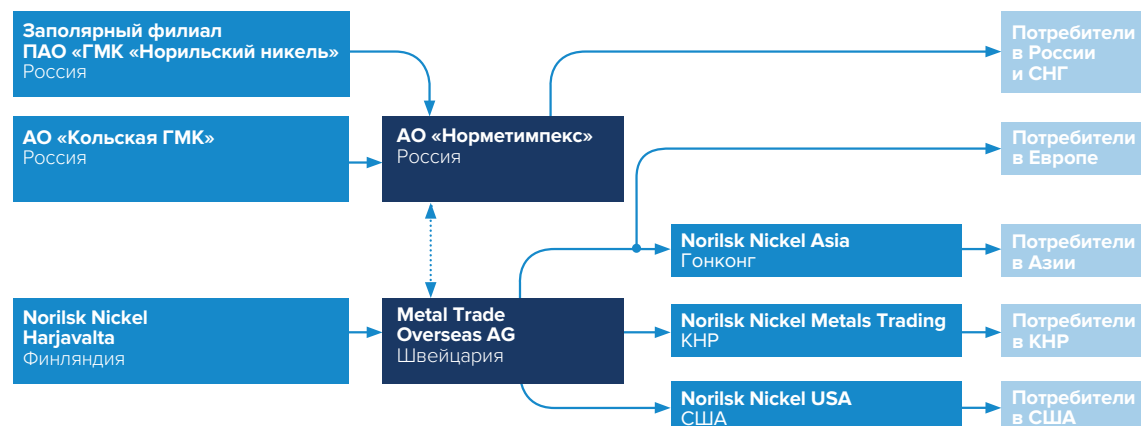 Заполярный филиал
ПАО «ГМК «Норильский никель»
Россия
Потребители
в России
и СНГ
АО «Кольская ГМК»
Россия
АО «Норметимпекс»
Россия
Потребители
в Европе
Norilsk Nickel Asia
Гонконг
Потребители
в Азии
Norilsk Nickel
Harjavalta
Финляндия
Metal Trade
Overseas AG
Швейцария
Norilsk Nickel Metals Trading
КНР
Потребители
в КНР
Norilsk Nickel USA
США
Потребители
в США